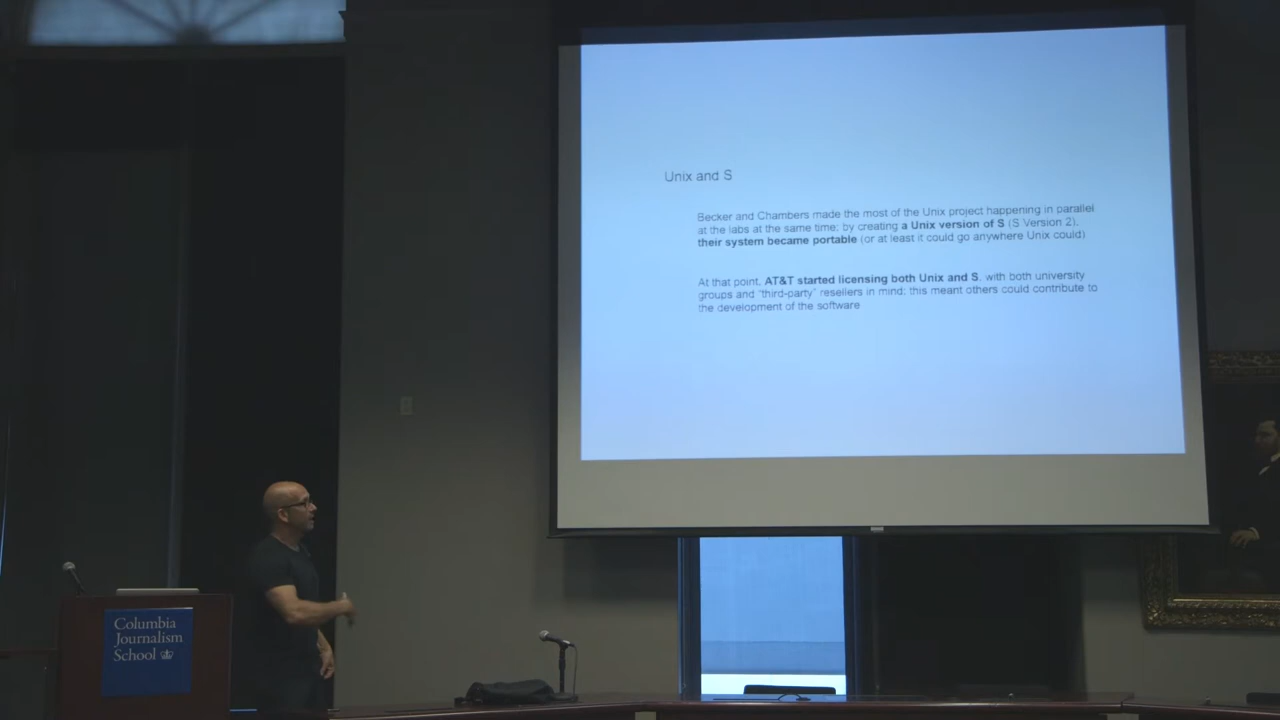 Unix and S
Becker and Chambers made the most of the Unix project happening in parallel
at the labs at the same time; by creating a Unix version of S (S Version 2),
their system became portable (or at least it could go anywhere Unix could)
At that point, AT&T started licensing both Unix and S, with both university
groups and "third-party" resellers in mind; this meant others could contribute to
the development of the software
Columbia
Journalism
School